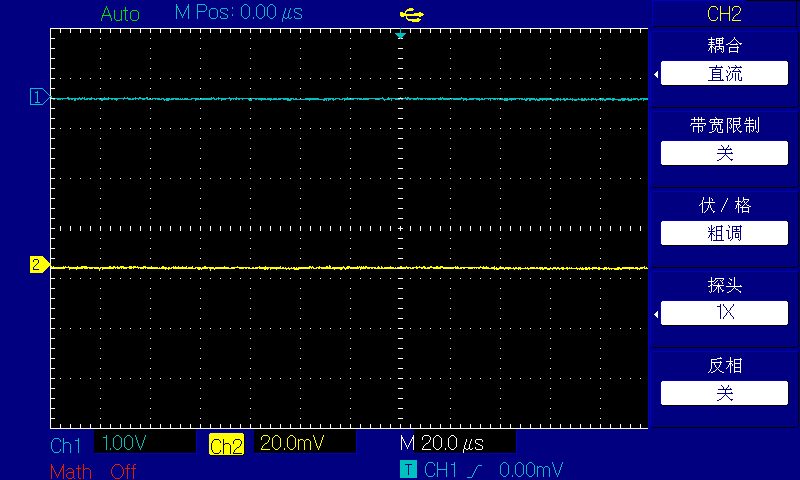 Auto M Pos: 0.00 μs CH2
耦合
直流
带宽限制
关
伏 / 格
粗调
探头
1X
反相
关
1
2
Ch1 1.00V Ch2 20.0mV M 20.0 μs
Math Off T CH1 0.00mV